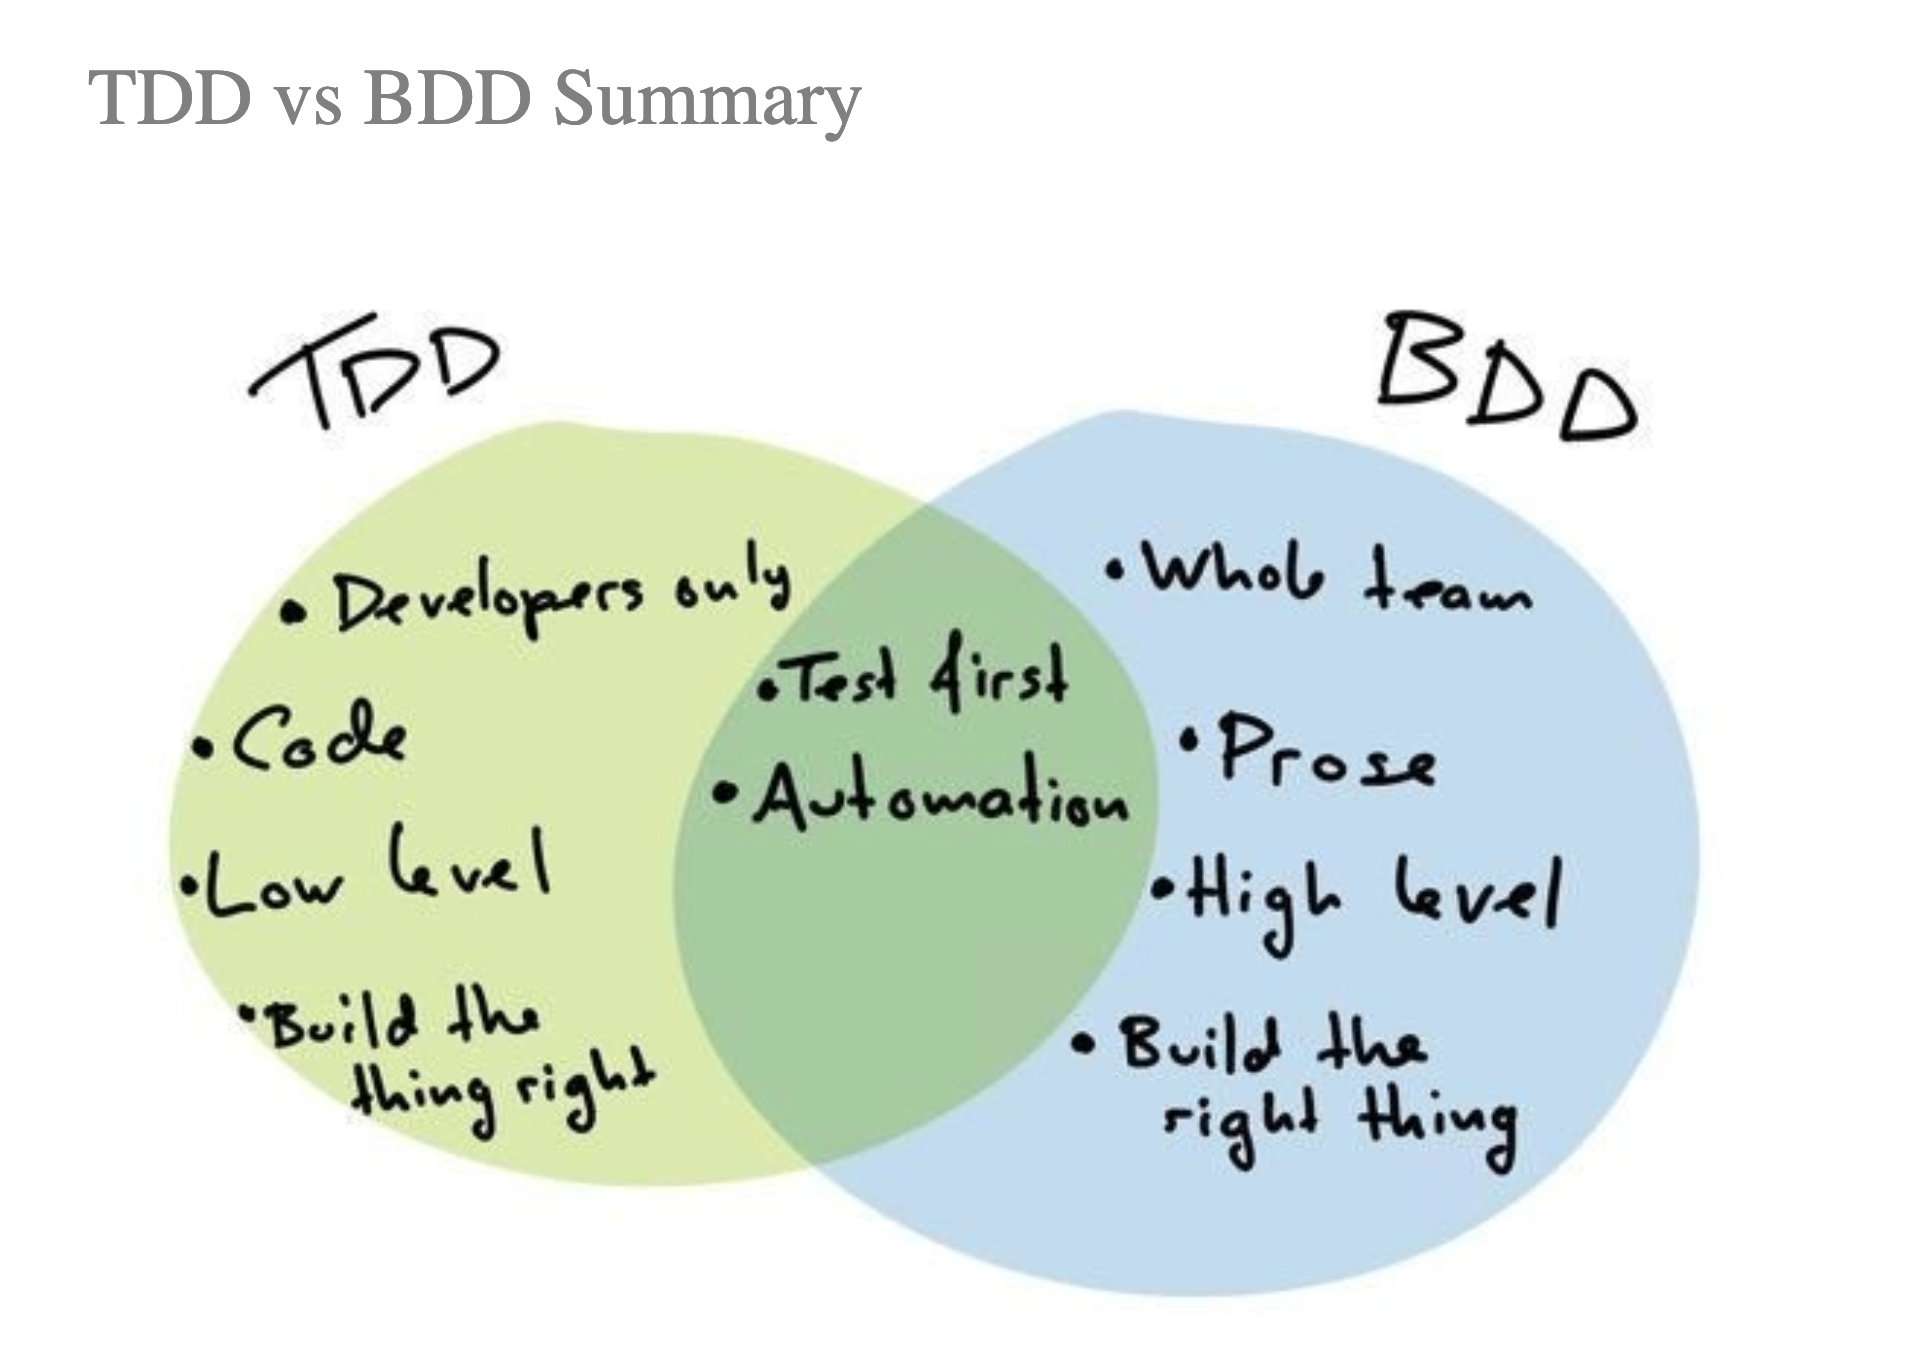 TDD vs BDD Summary
TDD
• Developers only
• Code
• Low level
• Build the
thing right
• Test first
• Automation
BDD
• Whole team
• Prose
• High level
• Build the
right thing